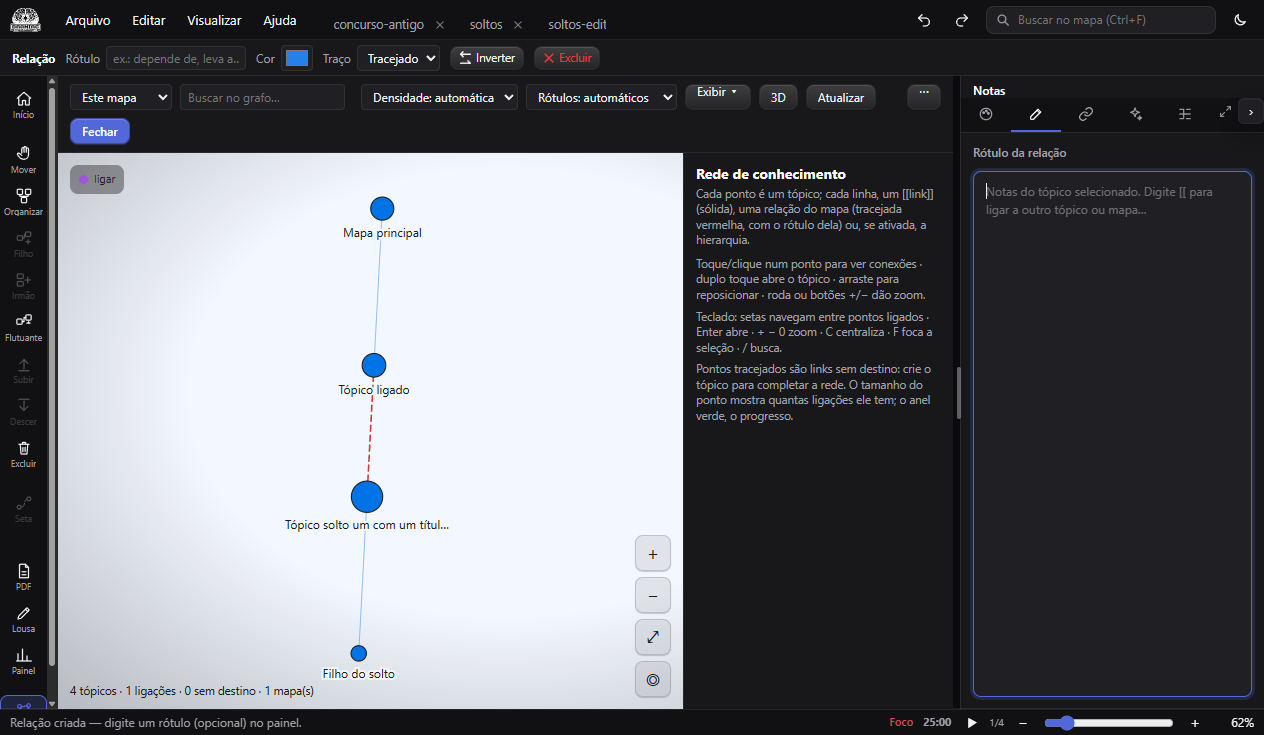 Arquivo Editar Visualizar Ajuda concurso-antigo × soltos × soltos-edit Buscar no mapa (Ctrl+F)
Relação Rótulo ex.: depende de, leva a.. Cor Traço Tracejado Inverter × Excluir
Início
Mover
Organizar
Filho
Irmão
Flutuante
Subir
Descer
Excluir
Seta
PDF
Lousa
Painel
Este mapa Buscar no grafo... Densidade: automática Rótulos: automáticos Exibir 3D Atualizar ...
Fechar
ligar
Mapa principal
Tópico ligado
Tópico solto um com um títul...
Filho do solto
4 tópicos · 1 ligações · 0 sem destino · 1 mapa(s)
+
−
Rede de conhecimento
Cada ponto é um tópico; cada linha, um [[link]]
(sólida), uma relação do mapa (tracejada
vermelha, com o rótulo dela) ou, se ativada, a
hierarquia.
Toque/clique num ponto para ver conexões ·
duplo toque abre o tópico · arraste para
reposicionar · roda ou botões +/− dão zoom.
Teclado: setas navegam entre pontos ligados ·
Enter abre · + − 0 zoom · C centraliza · F foca a
seleção · / busca.
Pontos tracejados são links sem destino: crie o
tópico para completar a rede. O tamanho do
ponto mostra quantas ligações ele tem; o anel
verde, o progresso.
Notas
Rótulo da relação
Notas do tópico selecionado. Digite [[ para
ligar a outro tópico ou mapa...
Relação criada — digite um rótulo (opcional) no painel. Foco 25:00 1/4 − + 62%